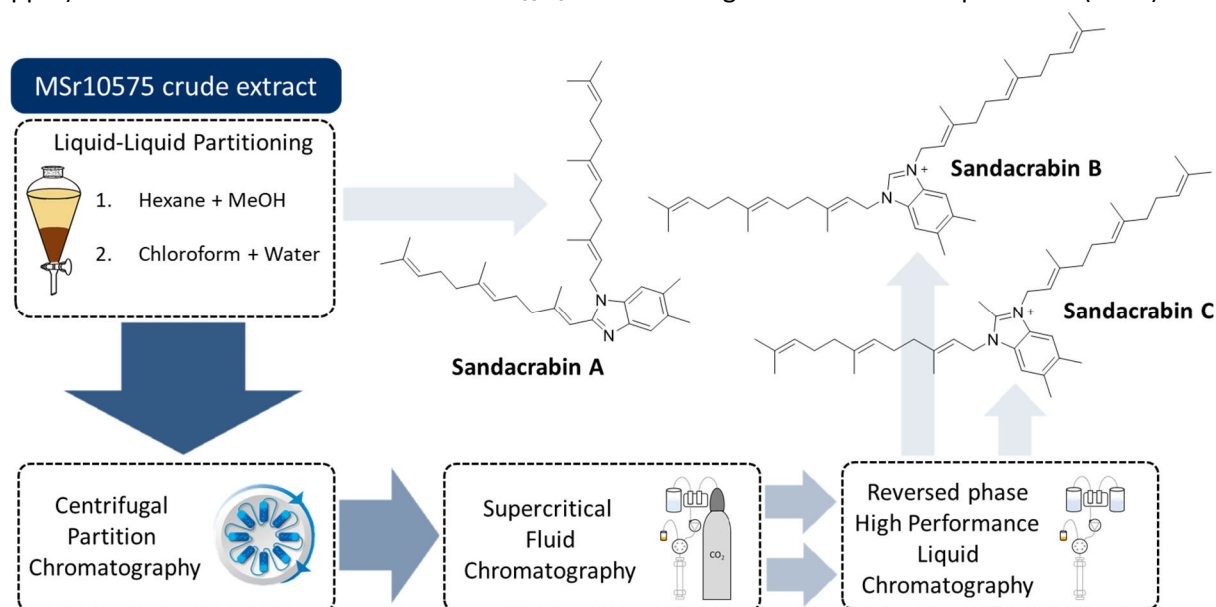 MSr10575 crude extract
Liquid-Liquid Partitioning
1. Hexane + MeOH
2. Chloroform + Water
N
N
Sandacrabin A
N +
N
Sandacrabin B
N +
N
Sandacrabin C
Centrifugal
Partition
Chromatography
Supercritical
Fluid
Chromatography
CO2
Reversed phase
High Performance
Liquid
Chromatography